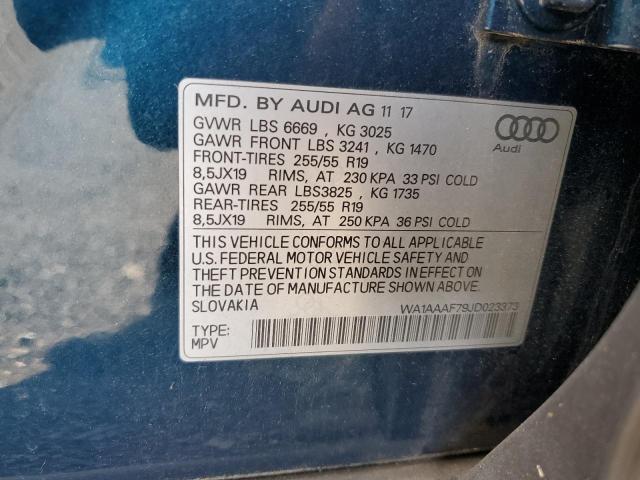 MFD. BY AUDI AG 11 17
GVWR LBS 6669 , KG 3025
GAWR FRONT LBS 3241 , KG 1470
FRONT-TIRES 255/55 R19
8,5JX19 RIMS, AT 230 KPA 33 PSI COLD
GAWR REAR LBS3825 , KG 1735
REAR-TIRES 255/55 R19
8,5JX19 RIMS, AT 250 KPA 36 PSI COLD
Audi
THIS VEHICLE CONFORMS TO ALL APPLICABLE
U.S. FEDERAL MOTOR VEHICLE SAFETY AND
THEFT PREVENTION STANDARDS IN EFFECT ON
THE DATE OF MANUFACTURE SHOWN ABOVE.
SLOVAKIA
WA1AAAF79JD023373
TYPE:
MPV